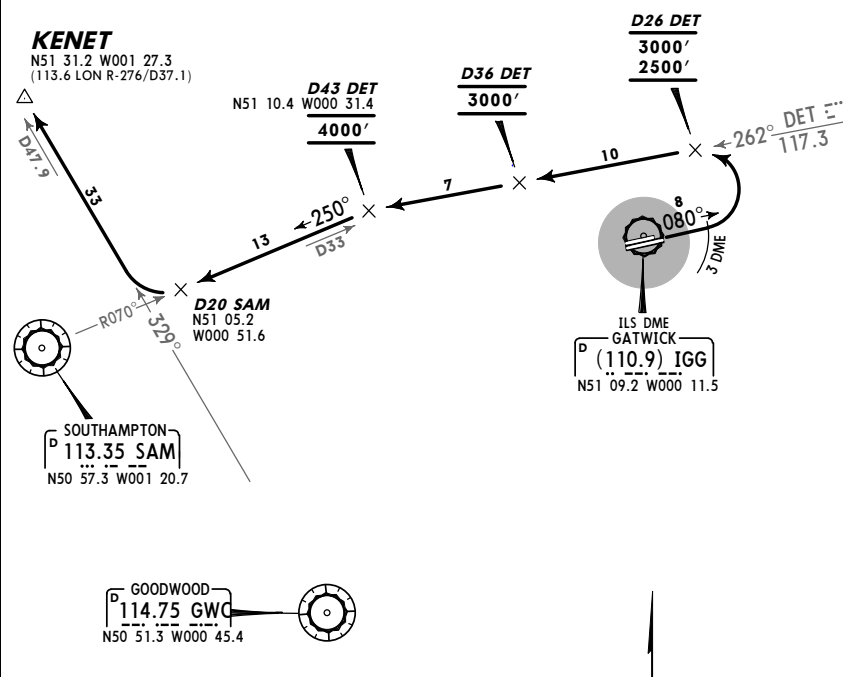 KENET
N51 31.2 W001 27.3
(113.6 LON R-276/D37.1)
D43 DET
N51 10.4 W000 31.4
4000′
D36 DET
3000′
D26 DET
3000′
2500′
262° DET
117.3
D47.9
33
13
250°
D33
7
10
8
080°
3 DME
D20 SAM
N51 05.2
W000 51.6
R070°
329°
ILS DME
GATWICK
D (110.9) IGG
N51 09.2 W000 11.5
SOUTHAMPTON
D 113.35 SAM
N50 57.3 W001 20.7
GOODWOOD
D 114.75 GWC
N50 51.3 W000 45.4